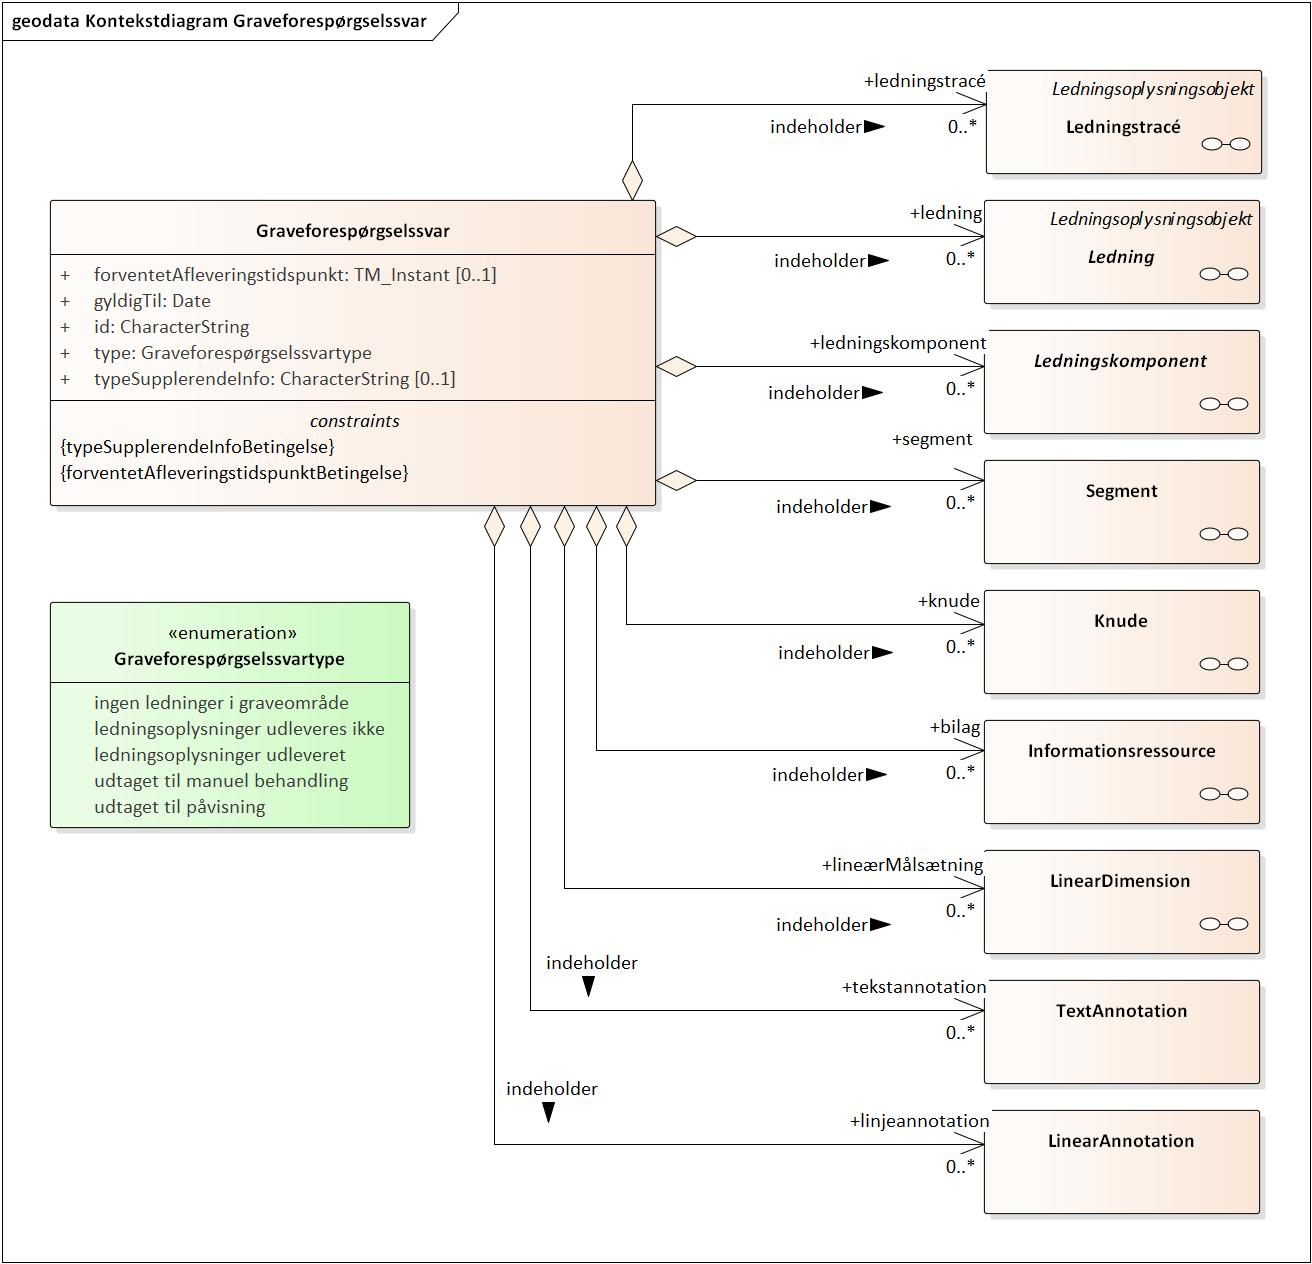 geodata Kontekstdiagram Graveforespørgselssvar
+ledningstracé
indeholder
0..*
Ledningsoplysningsobjekt
Ledningstracé
Graveforespørgselssvar
+ forventetAfleveringstidspunkt: TM_Instant [0..1]
+ gyldigTil: Date
+ id: CharacterString
+ type: Graveforespørgselssvartype
+ typeSupplerendeInfo: CharacterString [0..1]
constraints
{typeSupplerendeInfoBetingelse}
{forventetAfleveringstidspunktBetingelse}
+ledning
indeholder
0..*
Ledningsoplysningsobjekt
Ledning
+ledningskomponent
indeholder
0..*
Ledningskomponent
+segment
indeholder
0..*
Segment
+knude
indeholder
0..*
Knude
«enumeration»
Graveforespørgselssvartype
ingen ledninger i graveområde
ledningsoplysninger udleveres ikke
ledningsoplysninger udleveret
udtaget til manuel behandling
udtaget til påvisning
+bilag
indeholder
0..*
Informationsressource
+lineærMålsætning
indeholder
0..*
LinearDimension
indeholder
+tekstannotation
0..*
TextAnnotation
indeholder
+linjeannotation
0..*
LinearAnnotation